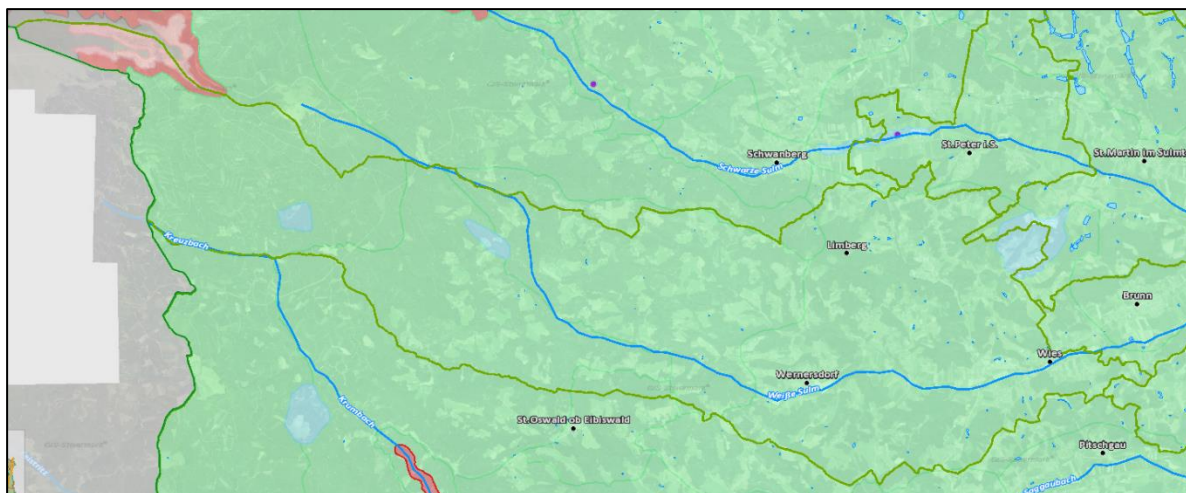 Schwanberg
St.Peter i.S.
St.Martin im Sulmt
Schwarze Sulm
Kreuzbach
Limberg
Brunn
Wies
Wernersdorf
Weiße Sulm
Krumbach
St.Oswald ob Eibiswald
Pitschgau
Saggaubach